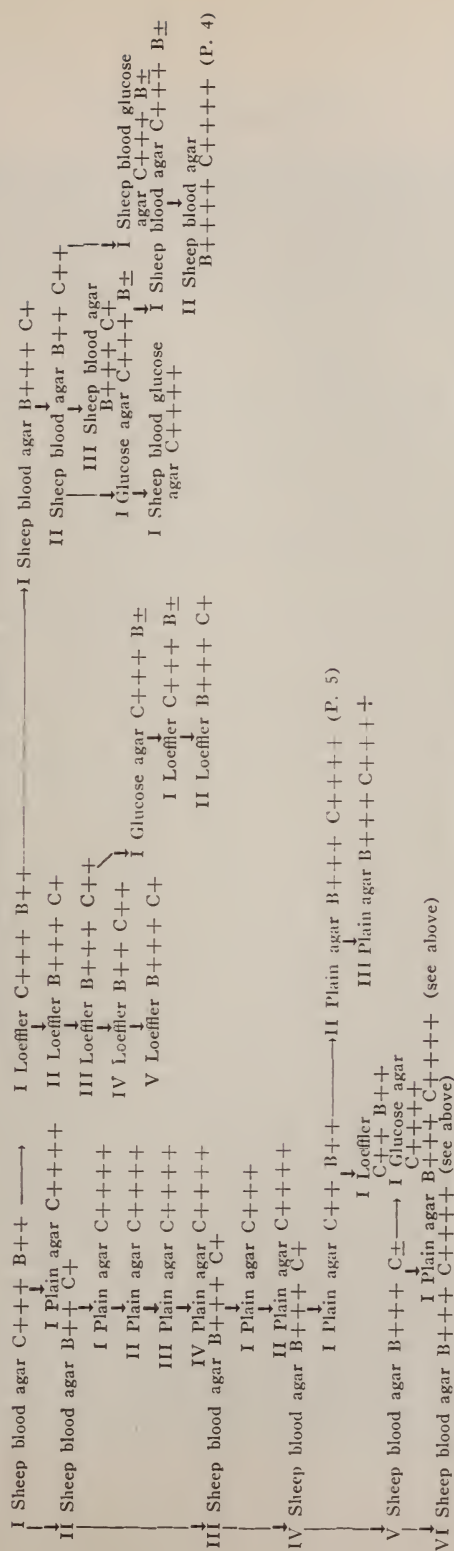 I Sheep blood agar C+++ B++
I Plain agar C++++
II Sheep blood agar B++ C+
I Plain agar C++++
II Plain agar C++++
III Plain agar C++++
IV Plain agar C++++
III Sheep blood agar B+++ C+
I Plain agar C+++
II Plain agar C++++
IV Sheep blood agar B+++ C+
I Plain agar C++ B++
I Loeffler
C++ B++
V Sheep blood agar B+++ C±
I Glucose agar
C++++
I Plain agar B+++ C++++ (see above)
VI Sheep blood agar B+++ C++++ (see above)
II Plain agar B+++ C++++ (P. 5)
III Plain agar B+++C++++
I Loeffler C+++ B++
II Loeffler B+++ C+
III Loeffler B+++ C++
IV Loeffler B++ C++
V Loeffler B+++ C+
I Glucose agar C+++ B±
I Loeffler C+++ B±
II Loeffler B+++ C+
I Sheep blood agar B+++ C+
II Sheep blood agar B++ C++
III Sheep blood agar
B+++ C+
I Glucose agar C+++ B±
I Sheep blood glucose
agar C++++
I Sheep blood glucose
agar C+++ B±
I Sheep blood agar C+++ B±
II Sheep blood agar
B++++ C++++ (P. 4)